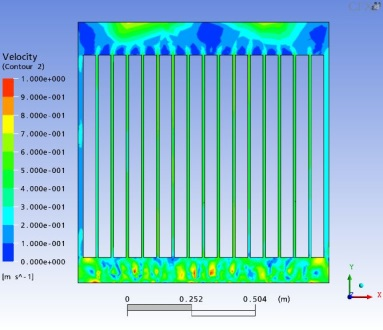 Velocity
(Contour 2)
1.000e+000
9.000e-001
8.000e-001
7.000e-001
6.000e-001
5.000e-001
4.000e-001
3.000e-001
2.000e-001
1.000e-001
0.000e+000
[m s^-1]
0 0.252 0.504 (m)
Y
Z X